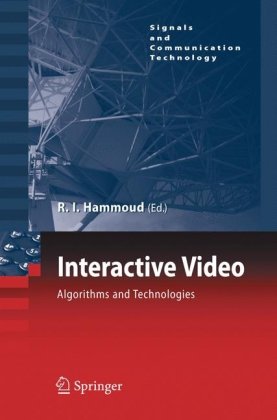 Signals
and
Communication
Technology
R. I. Hammoud (Ed.)
Interactive Video
Algorithms and Technologies
Springer